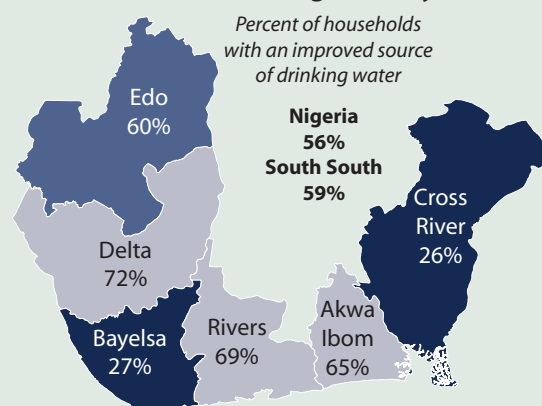 Percent of households
with an improved source
of drinking water
Nigeria
56%
South South
59%
Edo
60%
Cross
River
26%
Delta
72%
Bayelsa
27%
Rivers
69%
Akwa
Ibom
65%